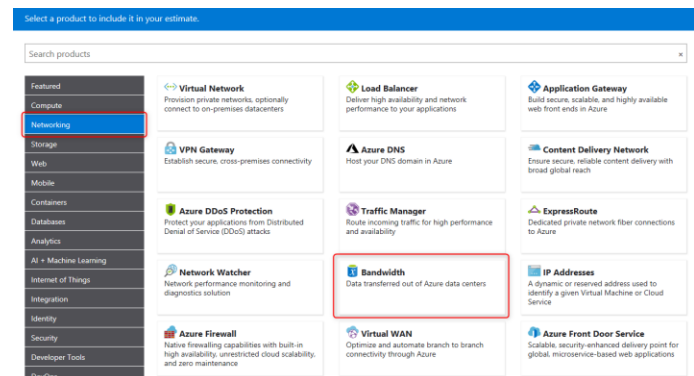 Select a product to include it in your estimate.
Search products
×
Featured
Compute
Networking
Storage
Web
Mobile
Containers
Databases
Analytics
AI + Machine Learning
Internet of Things
Integration
Identity
Security
Developer Tools
DevOps
Virtual Network
Provision private networks, optionally
connect to on-premises datacenters
Load Balancer
Deliver high availability and network
performance to your applications
Application Gateway
Build secure, scalable, and highly available
web front ends in Azure
VPN Gateway
Establish secure, cross-premises connectivity
Azure DNS
Host your DNS domain in Azure
Content Delivery Network
Ensure secure, reliable content delivery with
broad global reach
Azure DDoS Protection
Protect your applications from Distributed
Denial of Service (DDoS) attacks
Traffic Manager
Route incoming traffic for high performance
and availability
ExpressRoute
Dedicated private network fiber connections
to Azure
Network Watcher
Network performance monitoring and
diagnostics solution
Bandwidth
Data transferred out of Azure data centers
IP Addresses
A dynamic or reserved address used to
identify a given Virtual Machine or Cloud
Service
Azure Firewall
Native firewalling capabilities with built-in
high availability, unrestricted cloud scalability,
and zero maintenance
Virtual WAN
Optimize and automate branch to branch
connectivity through Azure
Azure Front Door Service
Scalable, security-enhanced delivery point for
global, microservice-based web applications